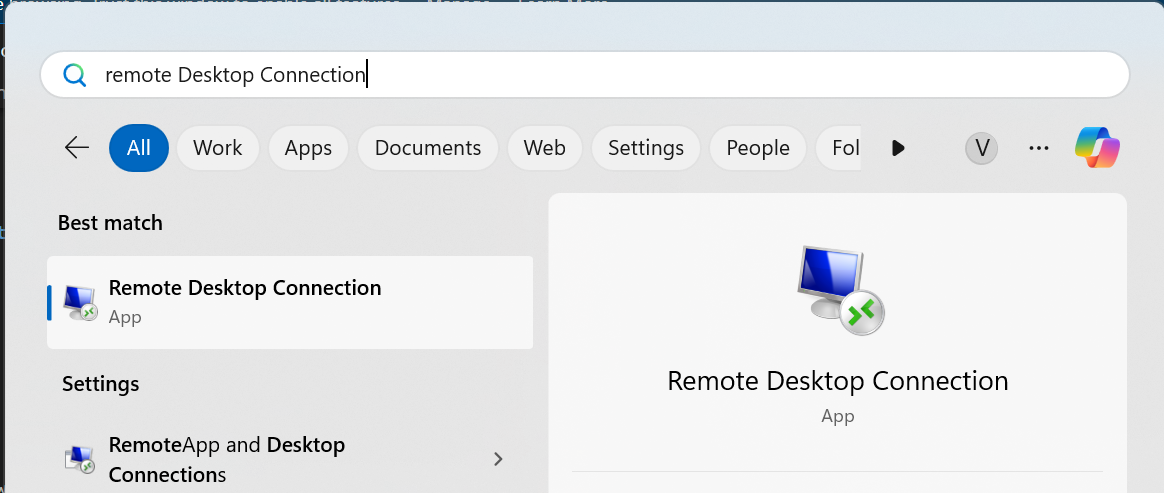 remote Desktop Connection
All Work Apps Documents Web Settings People Fol V ...
Best match
Remote Desktop Connection
App
Settings
RemoteApp and Desktop
Connections
Remote Desktop Connection
App